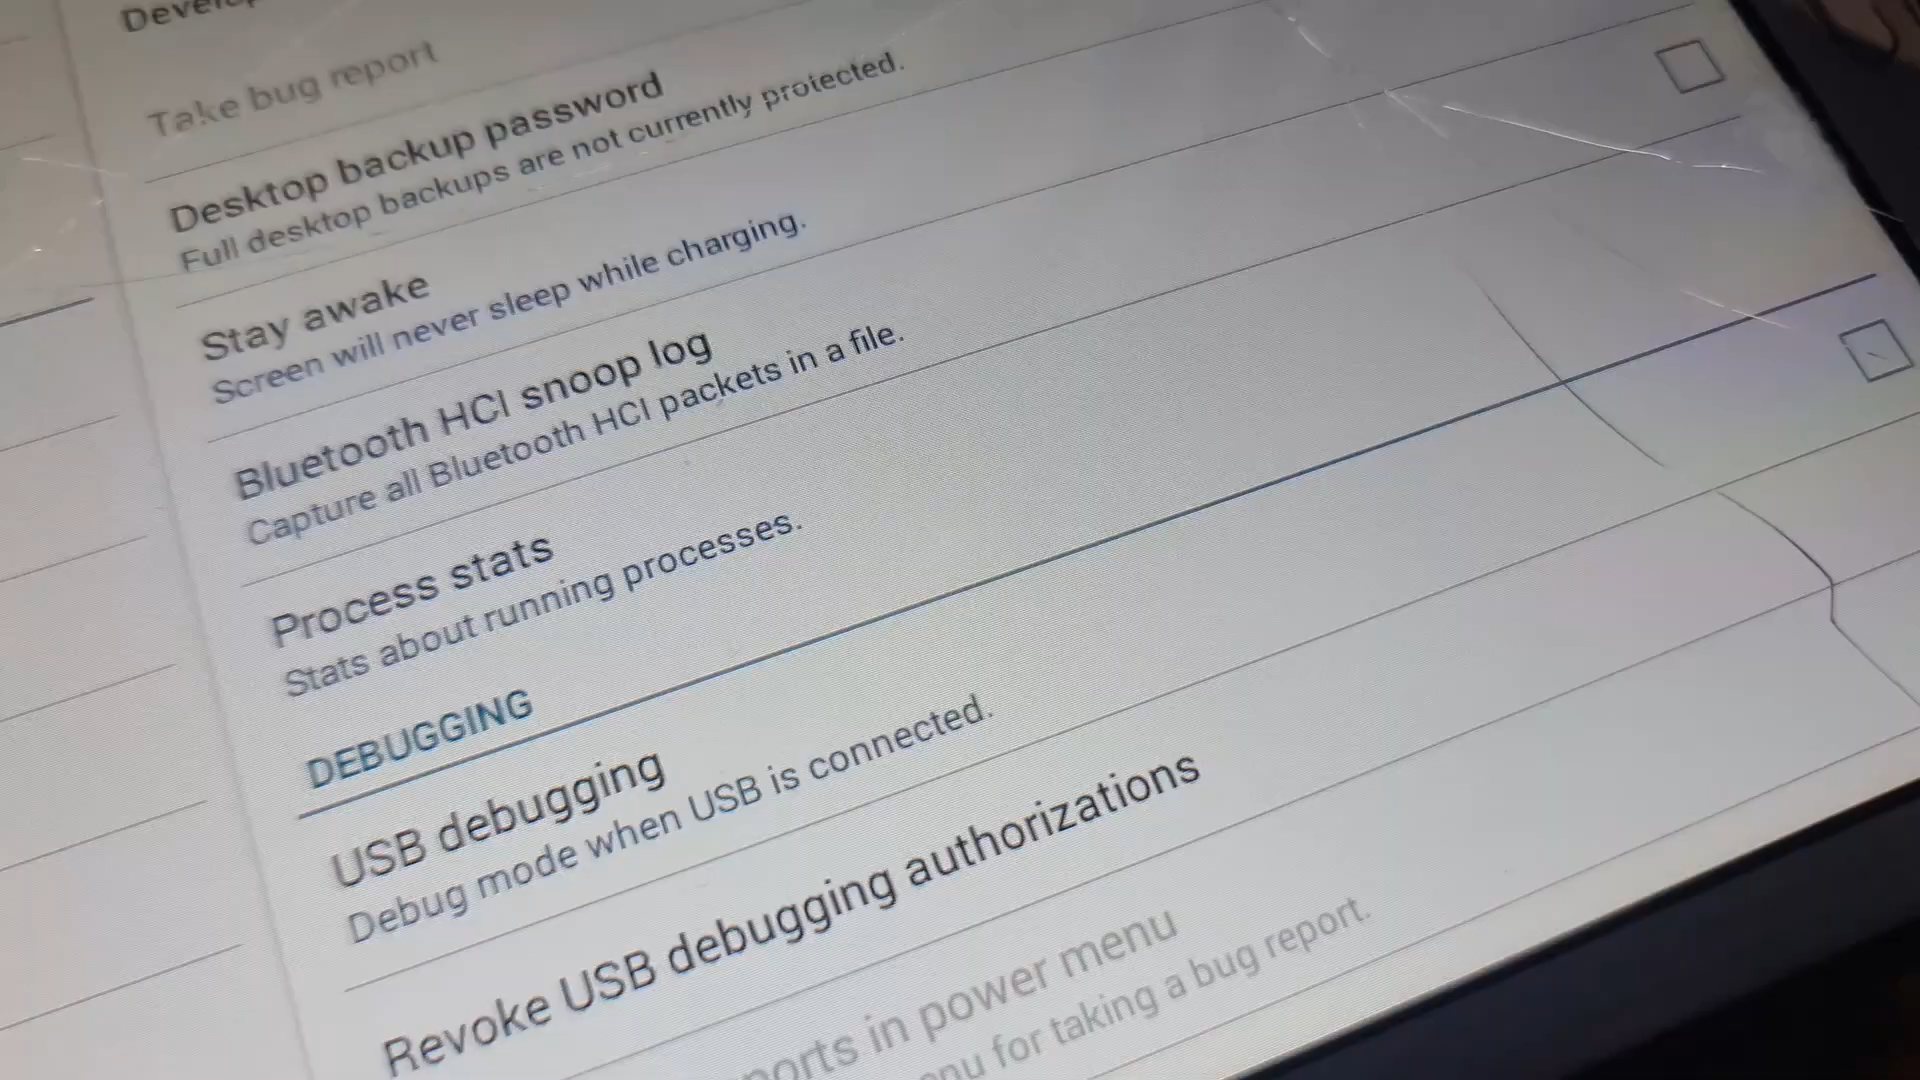 Take bug report
Desktop backup password
Full desktop backups are not currently protected.
Stay awake
Screen will never sleep while charging.
Bluetooth HCI snoop log
Capture all Bluetooth HCI packets in a file.
Process stats
Stats about running processes.
DEBUGGING
USB debugging
Debug mode when USB is connected.
Revoke USB debugging authorizations
in power menu
for taking a bug report.